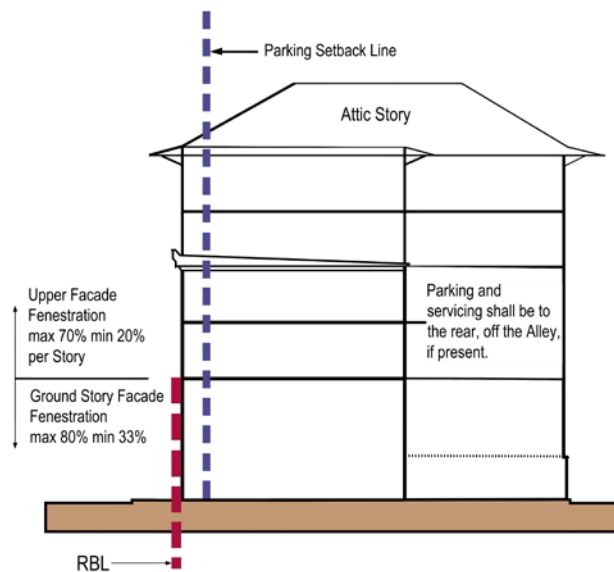 Parking Setback Line
Attic Story
Upper Facade
Fenestration
max 70% min 20%
per Story
Parking and
servicing shall be to
the rear, off the Alley,
if present.
Ground Story Facade
Fenestration
max 80% min 33%
RBL